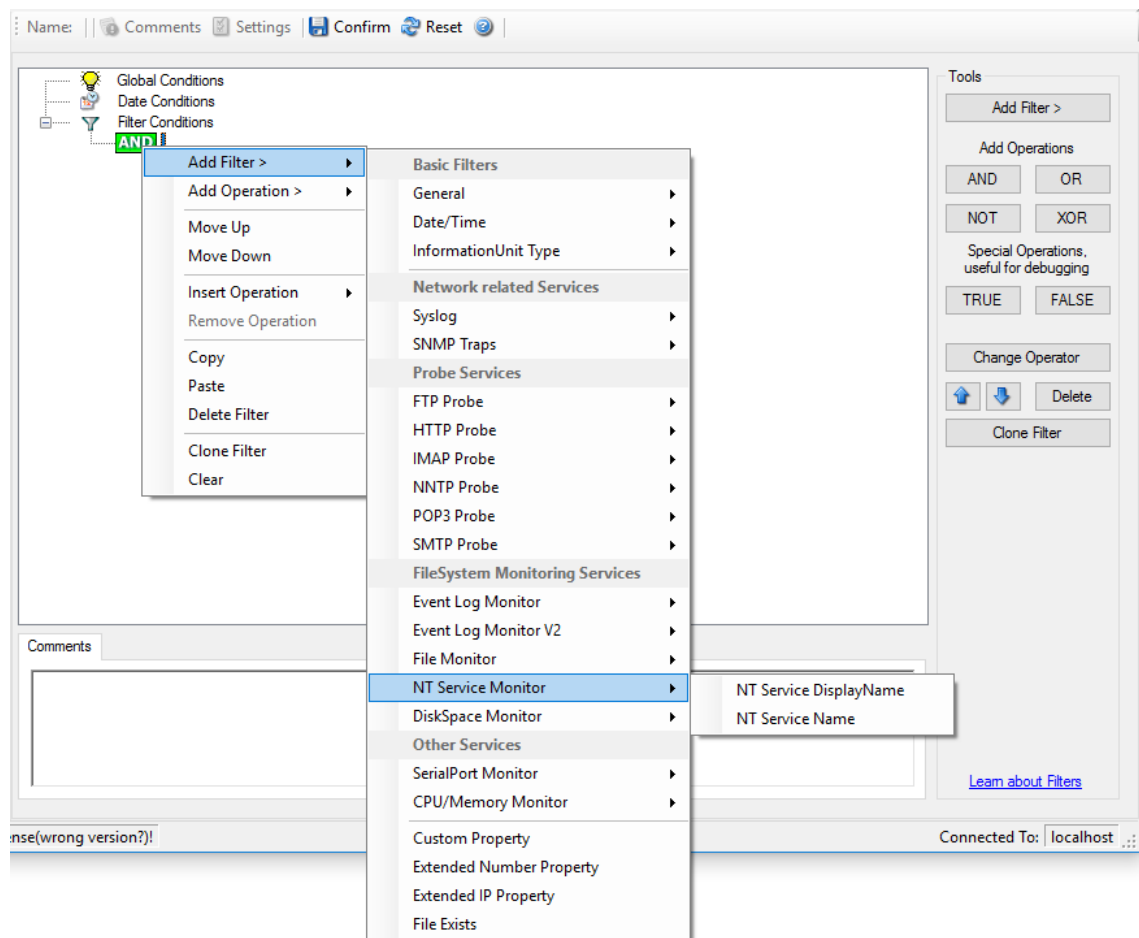 Name: Comments Settings Confirm Reset
Global Conditions
Date Conditions
Filter Conditions
AND
Add Filter >
Add Operation >
Move Up
Move Down
Insert Operation
Remove Operation
Copy
Paste
Delete Filter
Clone Filter
Clear
Basic Filters
General
Date/Time
InformationUnit Type
Network related Services
Syslog
SNMP Traps
Probe Services
FTP Probe
HTTP Probe
IMAP Probe
NNTP Probe
POP3 Probe
SMTP Probe
FileSystem Monitoring Services
Event Log Monitor
Event Log Monitor V2
File Monitor
NT Service Monitor
DiskSpace Monitor
Other Services
SerialPort Monitor
CPU/Memory Monitor
Custom Property
Extended Number Property
Extended IP Property
File Exists
NT Service DisplayName
NT Service Name
Tools
Add Filter >
Add Operations
AND OR
NOT XOR
Special Operations,
useful for debugging
TRUE FALSE
Change Operator
Delete
Clone Filter
Learn about Filters
Comments
ense(wrong version?)!
Connected To: localhost